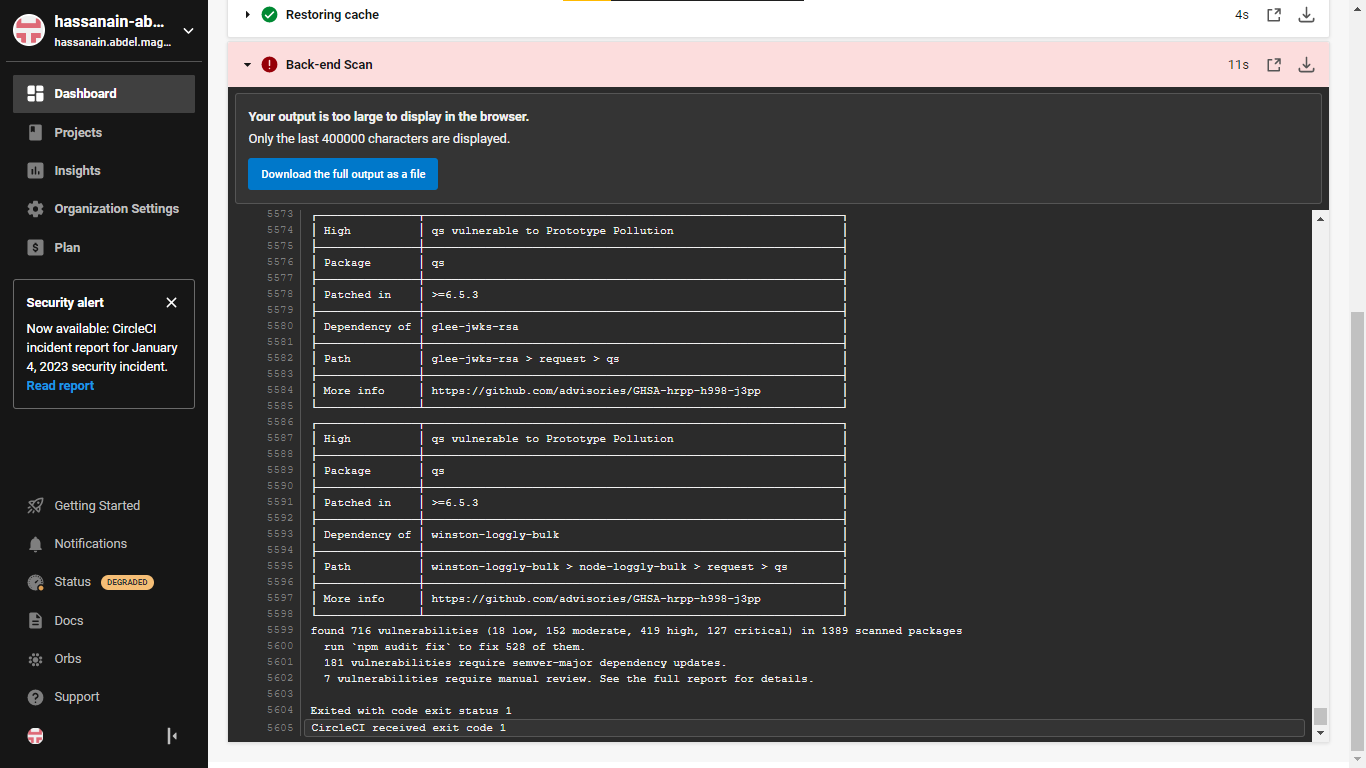 hassanain-ab...
hassanain.abdel.mag...
Dashboard
Projects
Insights
Organization Settings
Plan
Security alert
Now available: CircleCI
incident report for January
4, 2023 security incident.
Read report
Getting Started
Notifications
Status DEGRADED
Docs
Orbs
Support
Restoring cache 4s
Back-end Scan 11s
Your output is too large to display in the browser.
Only the last 400000 characters are displayed.
Download the full output as a file
5573
5574 High qs vulnerable to Prototype Pollution
5575
5576 Package qs
5577
5578 Patched in >=6.5.3
5579
5580 Dependency of glee-jwks-rsa
5581
5582 Path glee-jwks-rsa > request > qs
5583
5584 More info https://github.com/advisories/GHSA-hrpp-h998-j3pp
5585
5586
5587 High qs vulnerable to Prototype Pollution
5588
5589 Package qs
5590
5591 Patched in >=6.5.3
5592
5593 Dependency of winston-loggly-bulk
5594
5595 Path winston-loggly-bulk > node-loggly-bulk > request > qs
5596
5597 More info https://github.com/advisories/GHSA-hrpp-h998-j3pp
5598
5599 found 716 vulnerabilities (18 low, 152 moderate, 419 high, 127 critical) in 1389 scanned packages
5600 run `npm audit fix` to fix 528 of them.
5601 181 vulnerabilities require semver-major dependency updates.
5602 7 vulnerabilities require manual review. See the full report for details.
5603
5604 Exited with code exit status 1
5605 CircleCI received exit code 1